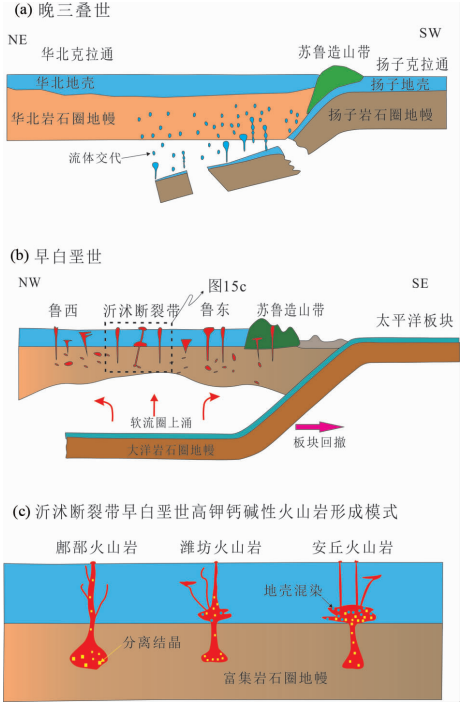 (a) 晚三叠世
NE
SW
华北克拉通
苏鲁造山带
扬子克拉通
华北地壳
扬子地壳
华北岩石圈地幔
扬子岩石圈地幔
流体交代
(b) 早白垩世
图15c
NW
SE
鲁西
沂沭断裂带
鲁东
苏鲁造山带
太平洋板块
软流圈上涌
大洋岩石圈地幔
板块回撤
(c) 沂沭断裂带早白垩世高钾钙碱性火山岩形成模式
鄌郚火山岩
潍坊火山岩
安丘火山岩
地壳混染
分离结晶
富集岩石圈地幔